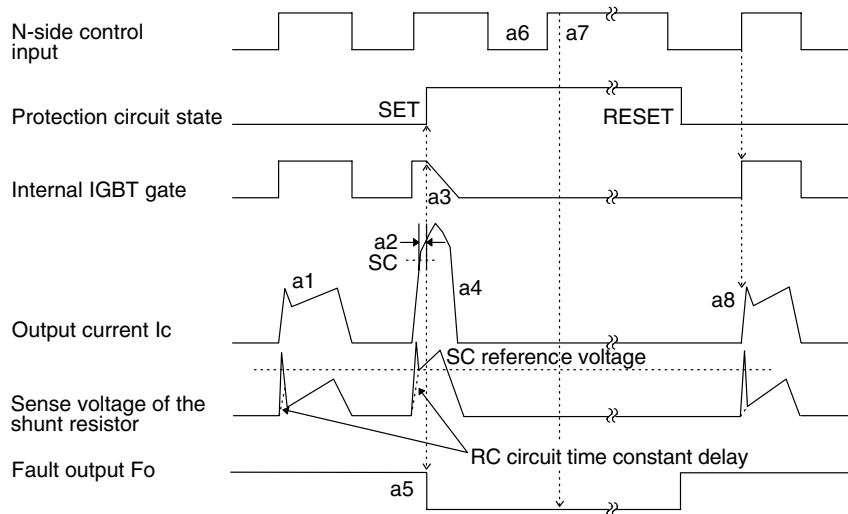 N-side control
input
a6
a7
Protection circuit state
SET
RESET
Internal IGBT gate
a3
a2
SC
a1
a4
a8
Output current Ic
SC reference voltage
Sense voltage of the
shunt resistor
RC circuit time constant delay
Fault output Fo
a5